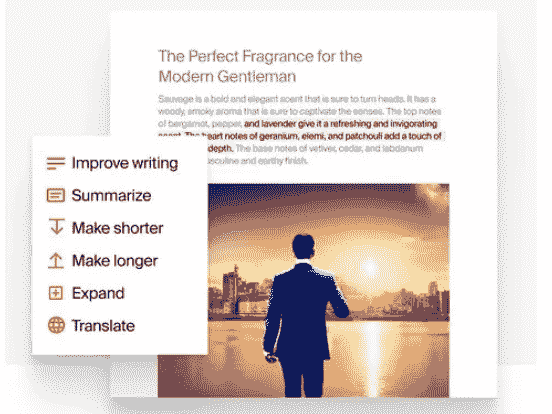 The Perfect Fragrance for the
Modern Gentleman
Sauvage is a bold and elegant scent that is sure to turn heads. It has a
woody, smoky aroma that is sure to captivate the senses. The top notes
of bergamot, pepper, and lavender give it a refreshing and invigorating
scent. The heart notes of geranium, elemi, and patchouli add a touch of
depth. The base notes of vetiver, cedar, and labdanum
masculine and earthy finish.
Improve writing
Summarize
Make shorter
Make longer
Expand
Translate